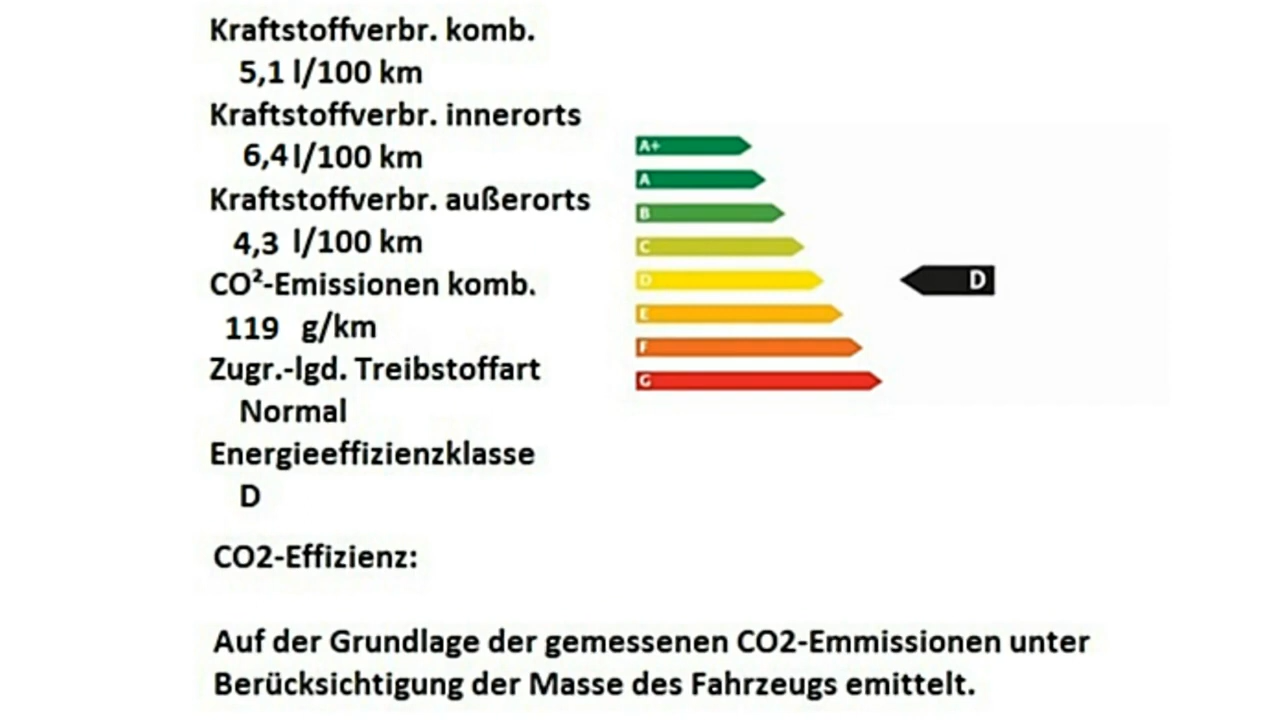 Kraftstoffverbr. komb.
5,1 l/100 km
Kraftstoffverbr. innerorts
6,4 l/100 km
Kraftstoffverbr. außerorts
4,3 l/100 km
CO²-Emissionen komb.
119 g/km
Zugr.-lgd. Treibstoffart
Normal
Energieeffizienzklasse
D
A+
A
B
C
D
D
E
F
G
CO2-Effizienz:
Auf der Grundlage der gemessenen CO2-Emmissionen unter
Berücksichtigung der Masse des Fahrzeugs emittelt.